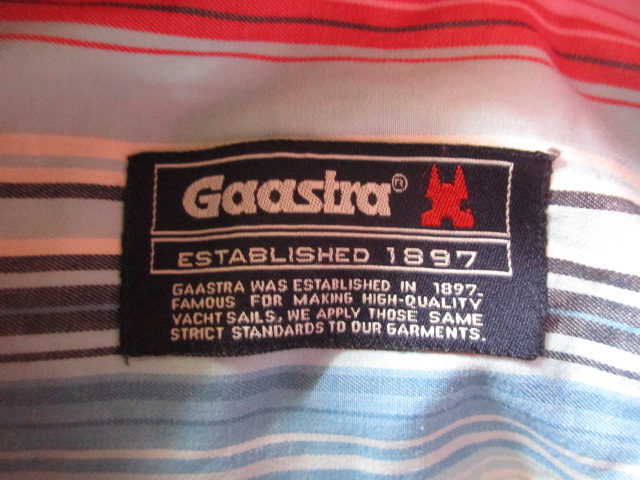 Gaastra®
ESTABLISHED 1897
GAASTRA WAS ESTABLISHED IN 1897.
FAMOUS FOR MAKING HIGH-QUALITY
YACHT SAILS, WE APPLY THOSE SAME
STRICT STANDARDS TO OUR GARMENTS.